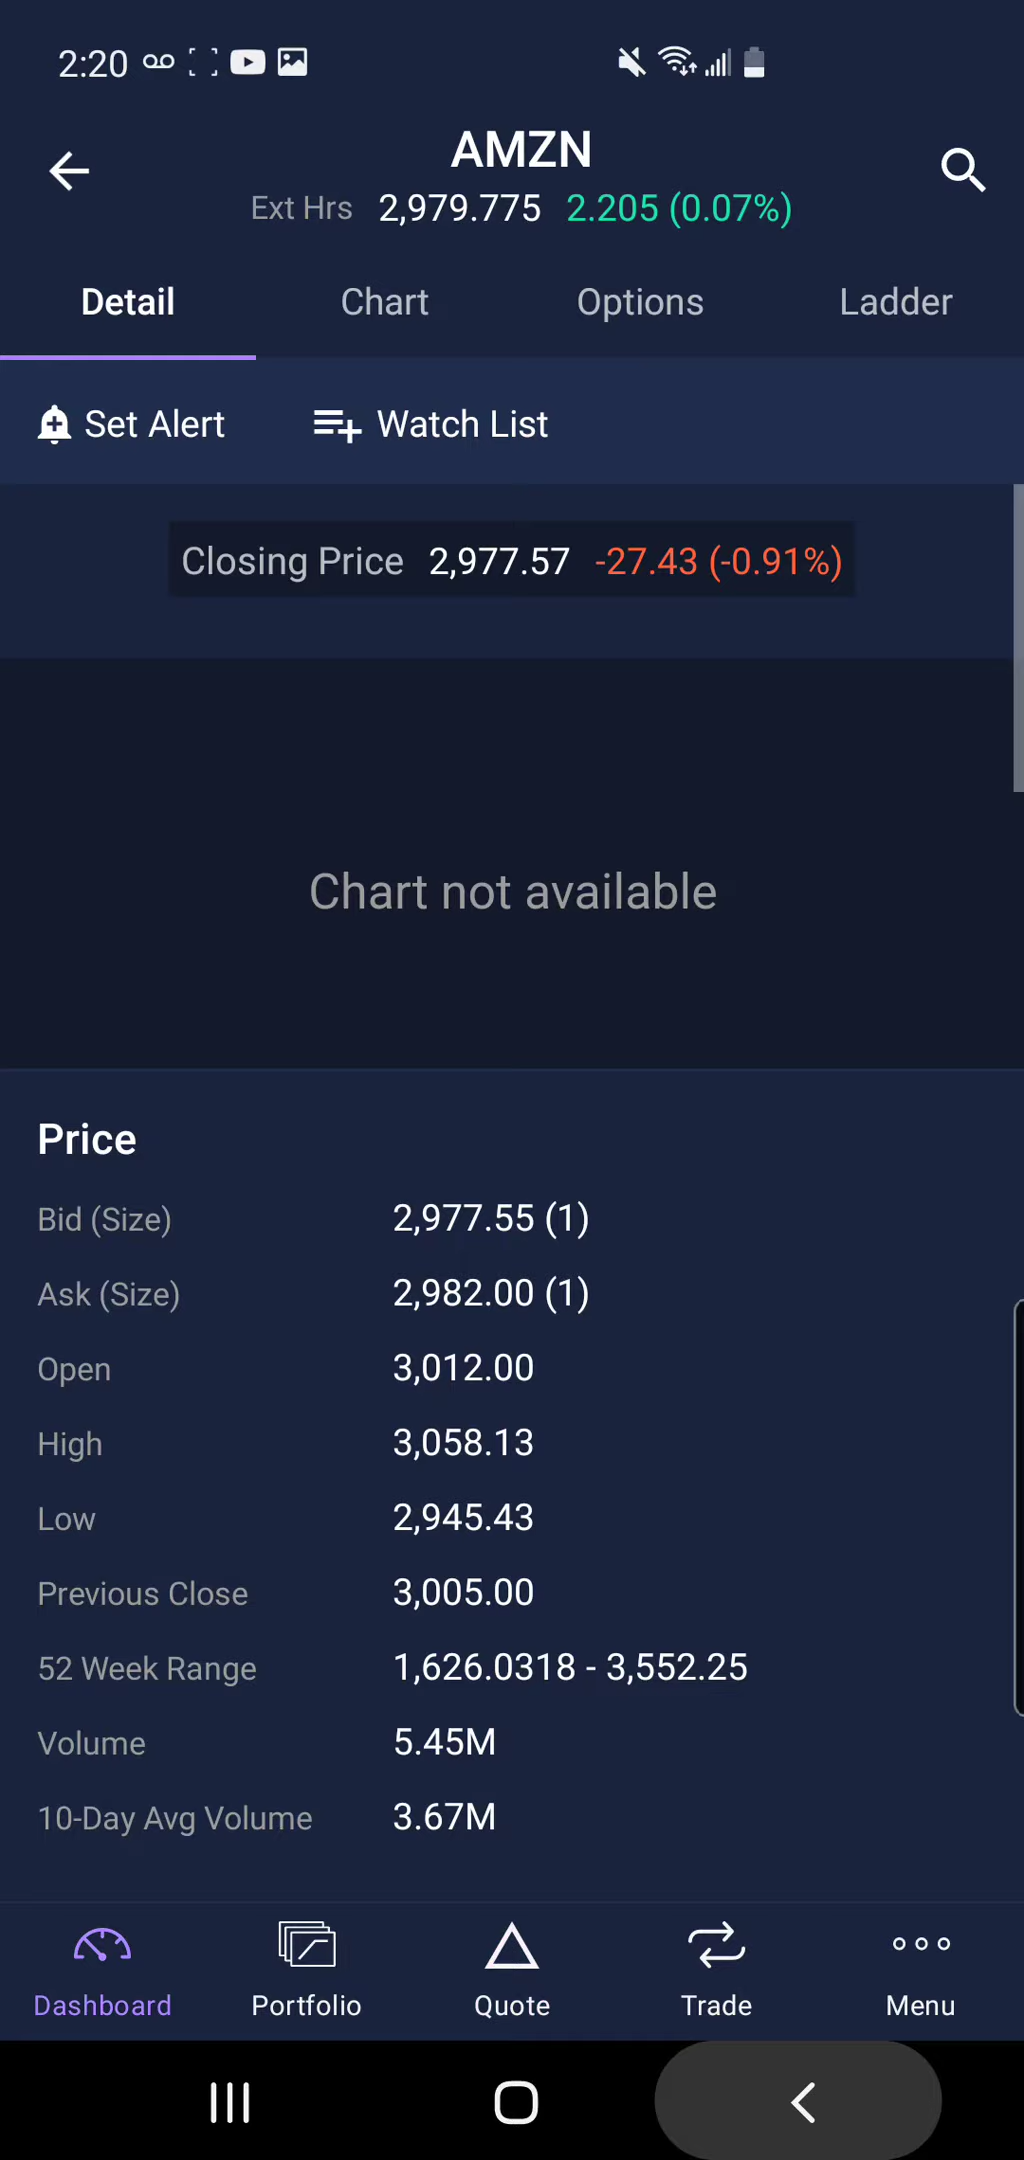 2:20
AMZN
Ext Hrs 2,979.775 2.205 (0.07%)
Detail Chart Options Ladder
Set Alert Watch List
Closing Price 2,977.57 -27.43 (-0.91%)
Chart not available
Price
Bid (Size) 2,977.55 (1)
Ask (Size) 2,982.00 (1)
Open 3,012.00
High 3,058.13
Low 2,945.43
Previous Close 3,005.00
52 Week Range 1,626.0318 - 3,552.25
Volume 5.45M
10-Day Avg Volume 3.67M
Dashboard Portfolio Quote Trade Menu